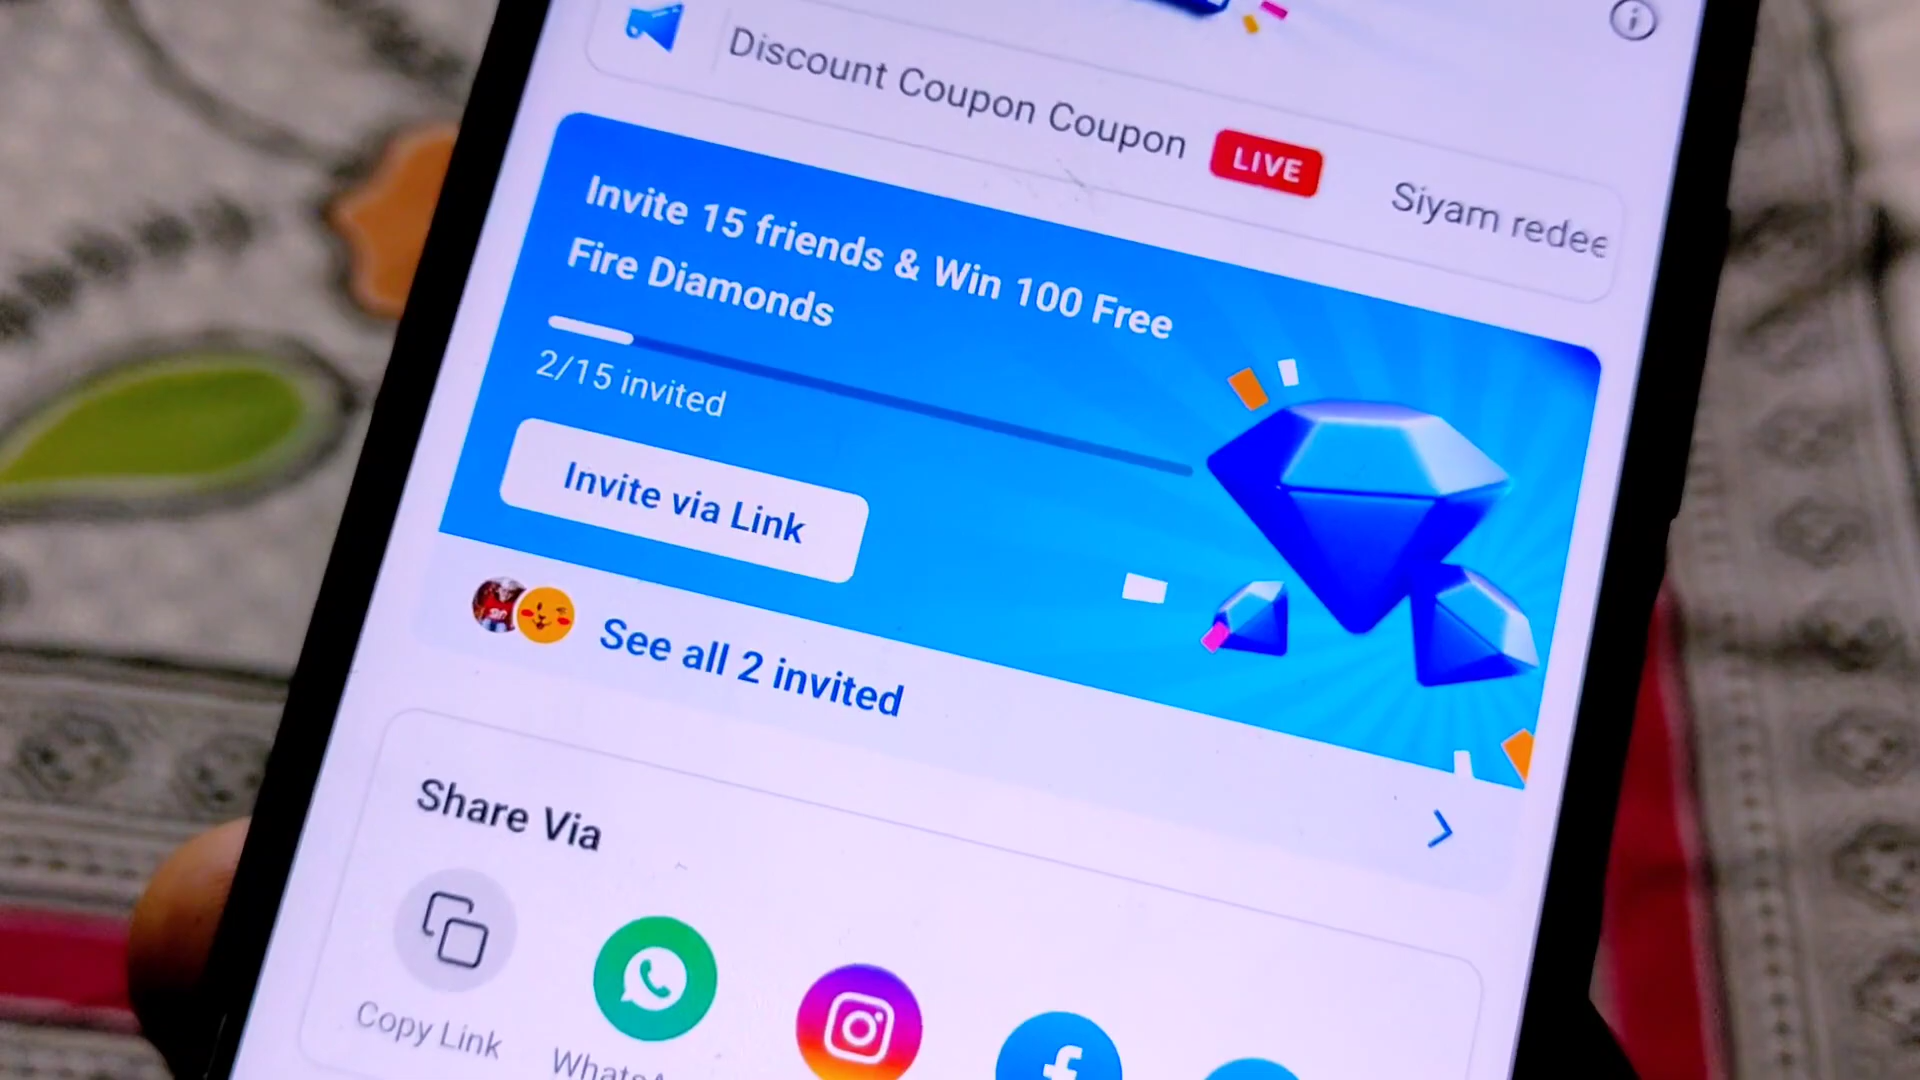 Discount Coupon Coupon LIVE Siyam redee
Invite 15 friends & Win 100 Free
Fire Diamonds
2/15 invited
Invite via Link
See all 2 invited
Share Via
Copy Link
WhatsA